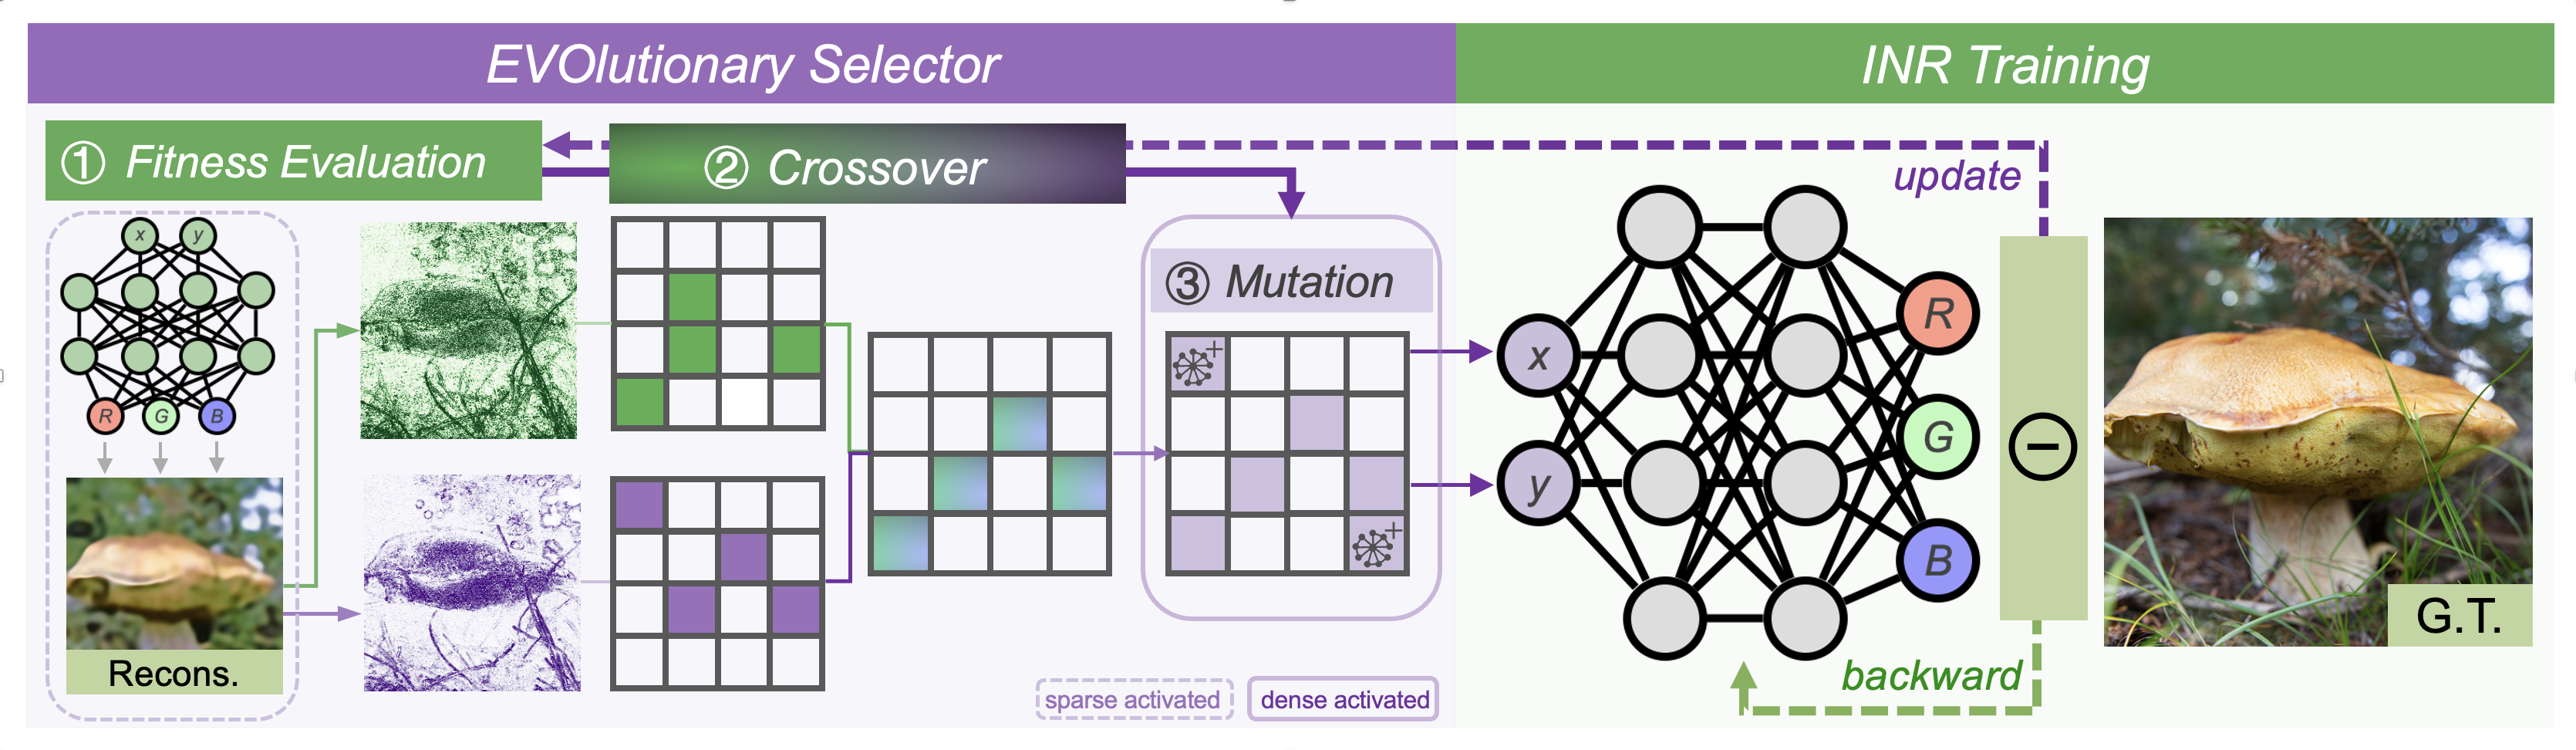 EVOlutionary Selector
INR Training
① Fitness Evaluation
② Crossover
update
x y
R G B
Recons.
③ Mutation
sparse activated
dense activated
x
y
R
G
B
−
backward
G.T.